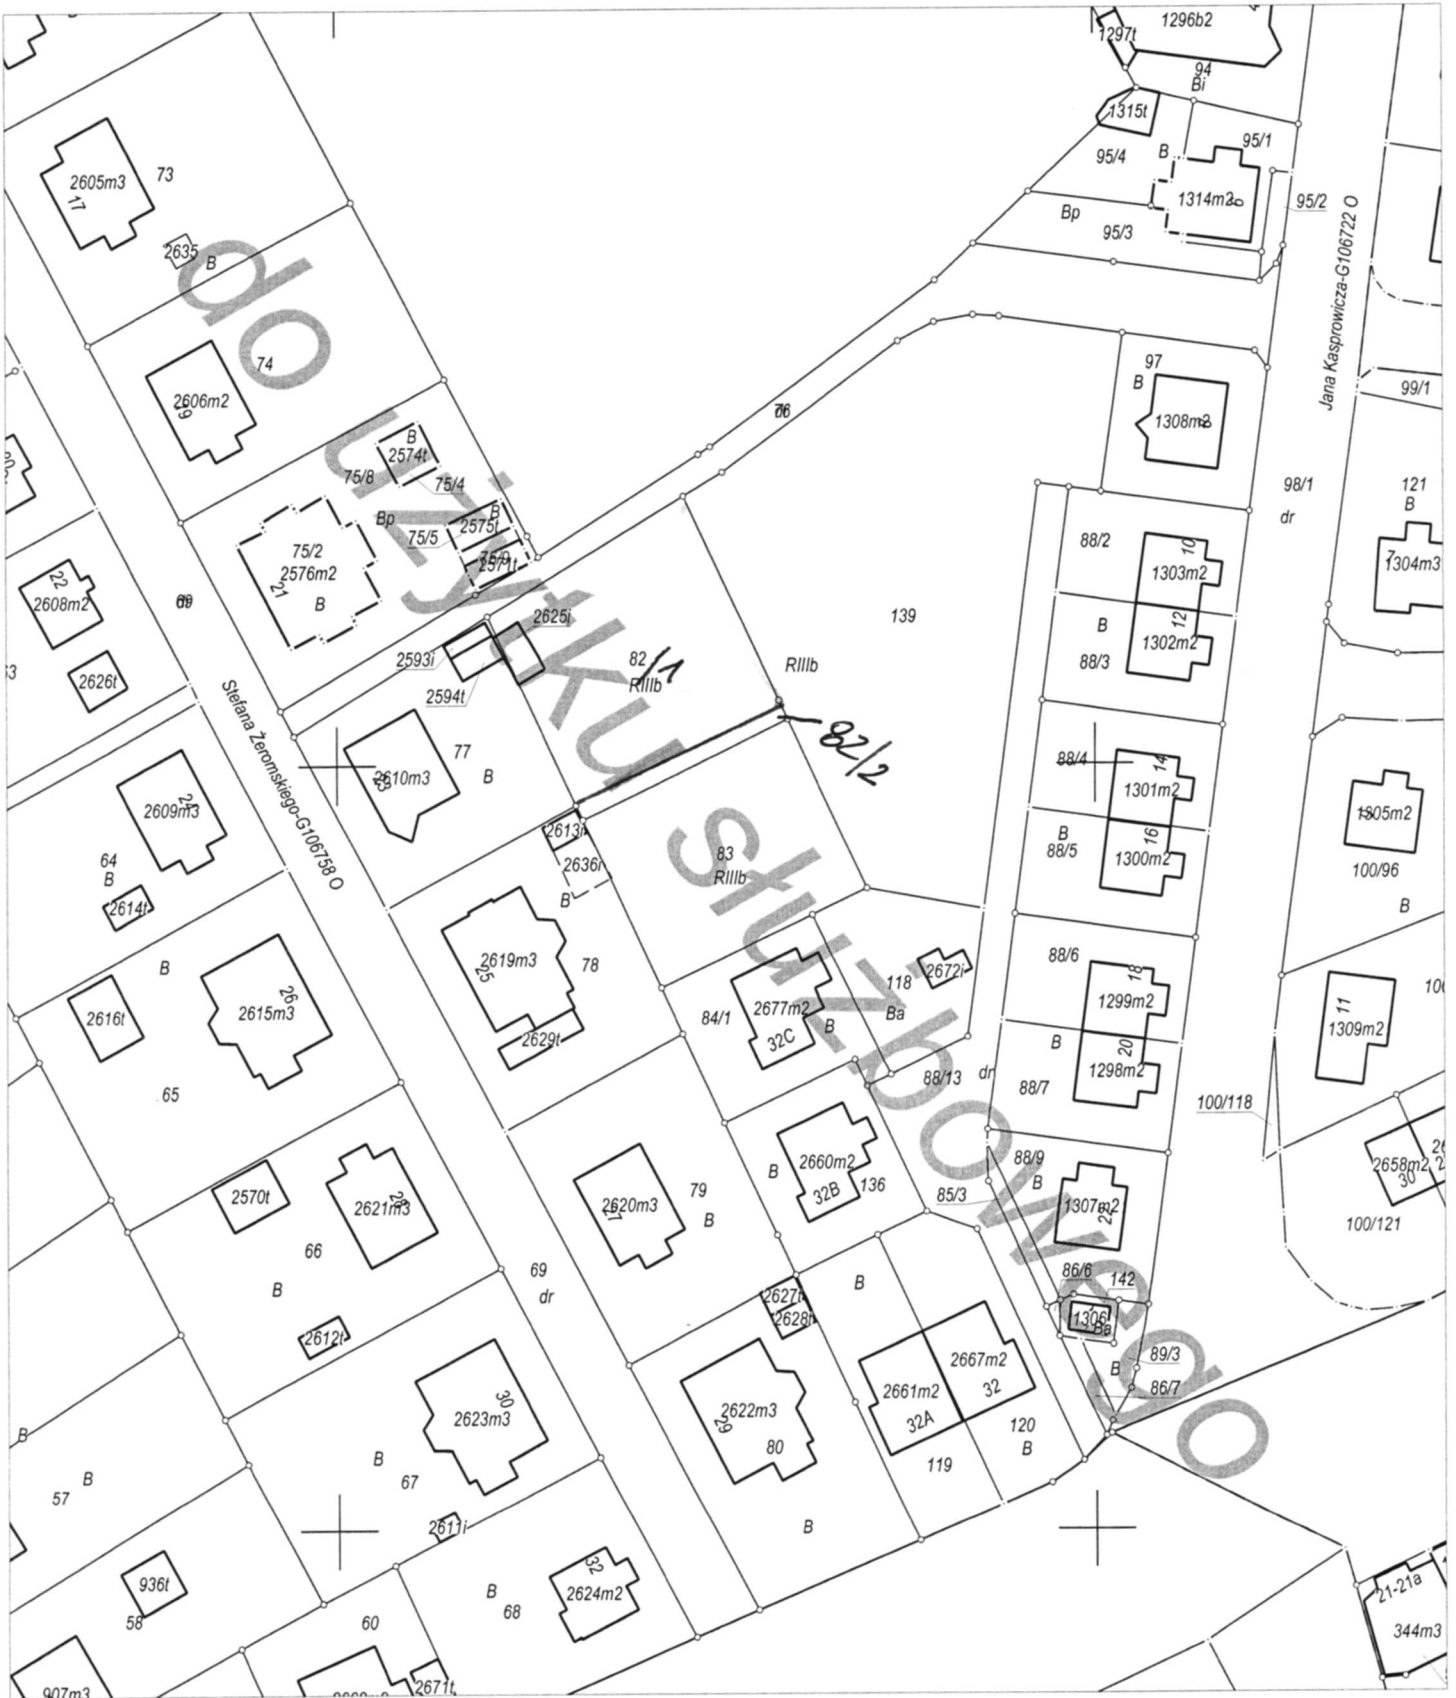 1296b2
1297t
94
Bi
1315t
95/1
95/4
B
1314m2
95/2
2605m3
73
17
Bp
95/3
2635
B
Jana Kasprowicza-G106722 O
do użytku służbowego
74
97
B
2606m2
19
99/1
1308m2
B
2574t
75/8
75/4
98/1
121
B
Bp
B
2575t
75/5
dr
88/2
10
75/2
2576m2
2571t
1303m2
7
1304m3
22
21
2608m2
B
2625i
139
12
B
1302m2
2593i
82/1
RIIIb
RIIIb
88/3
2626t
2594t
Stefana Żeromskiego-G106758 O
82/2
77
B
88/4
14
2610m3
23
1301m2
2609m3
24
2613i
B
16
1305m2
64
B
2636i
83
RIIIb
88/5
1300m2
100/96
2614t
B
B
B
2619m3
25
78
88/6
18
2672i
118
Ba
2616t
26
2615m3
2677m2
32C
B
1299m2
11
1309m2
84/1
2629t
B
20
1298m2
88/13
dr
88/7
65
100/118
2660m2
32B
B
136
88/9
B
2658m2
30
2570t
28
2621m3
2620m3
27
79
B
85/3
1307m2
22
100/121
66
B
69
dr
86/6
142
2627t
2628t
B
1306
Ba
2612t
89/3
B
86/7
2667m2
32
2661m2
32A
30
2623m3
2622m3
29
80
120
B
B
B
67
119
B
57
2611i
B
936t
58
32
2624m2
B
68
60
21-21a
344m3
907m3
2671t